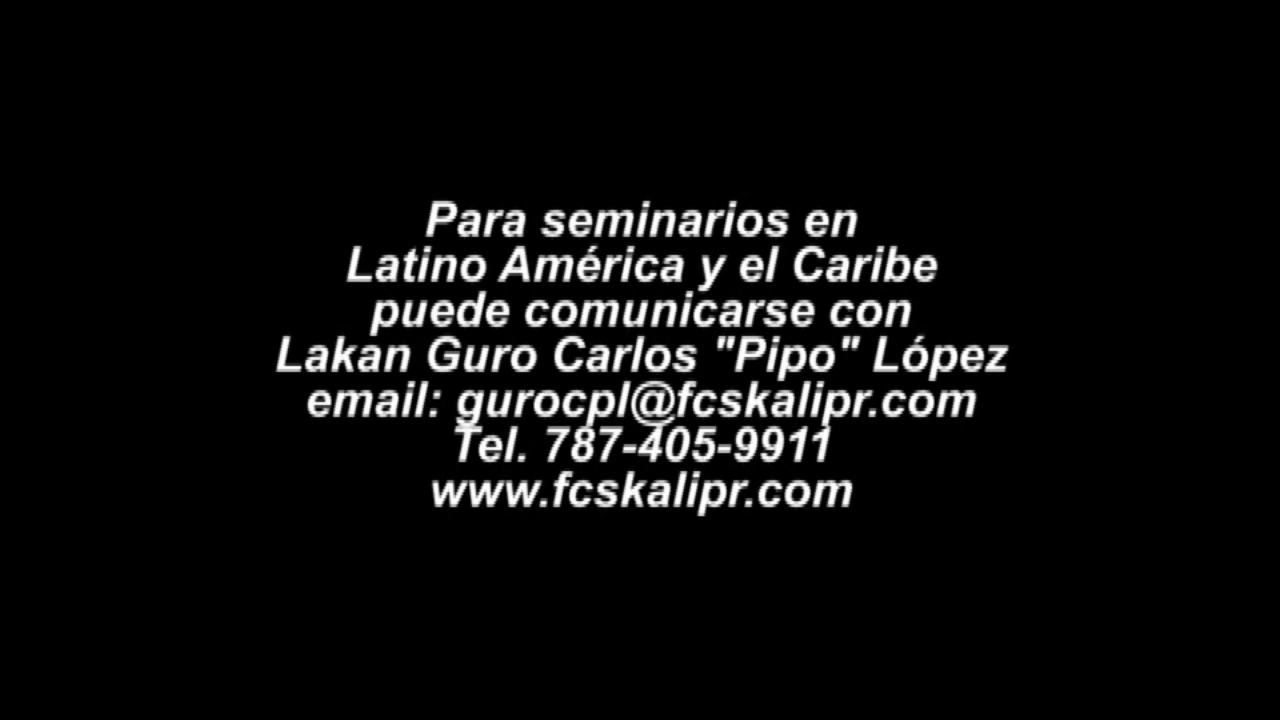 Para seminarios en
Latino América y el Caribe
puede comunicarse con
Lakan Guro Carlos "Pipo" López
email: gurocpl@fcskalipr.com
Tel. 787-405-9911
www.fcskalipr.com